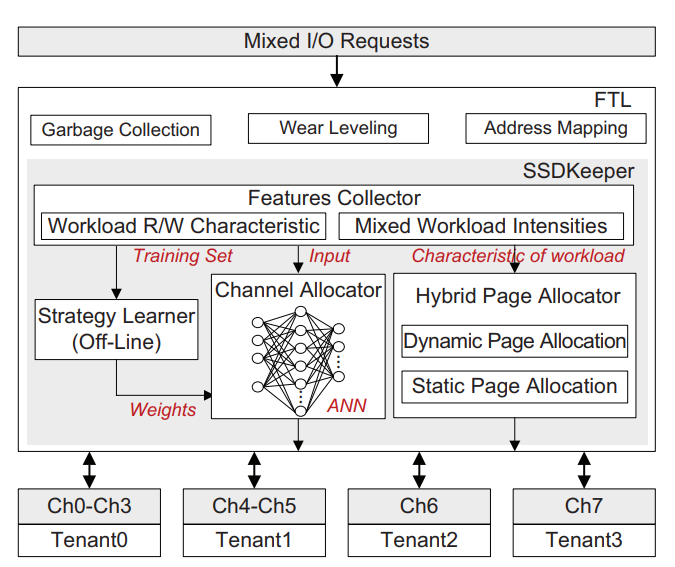 Mixed I/O Requests
FTL
Garbage Collection
Wear Leveling
Address Mapping
SSDKeeper
Features Collector
Workload R/W Characteristic
Mixed Workload Intensities
Training Set
Input
Characteristic of workload
Strategy Learner
(Off-Line)
Weights
Channel Allocator
ANN
Hybrid Page Allocator
Dynamic Page Allocation
Static Page Allocation
Ch0-Ch3
Tenant0
Ch4-Ch5
Tenant1
Ch6
Tenant2
Ch7
Tenant3